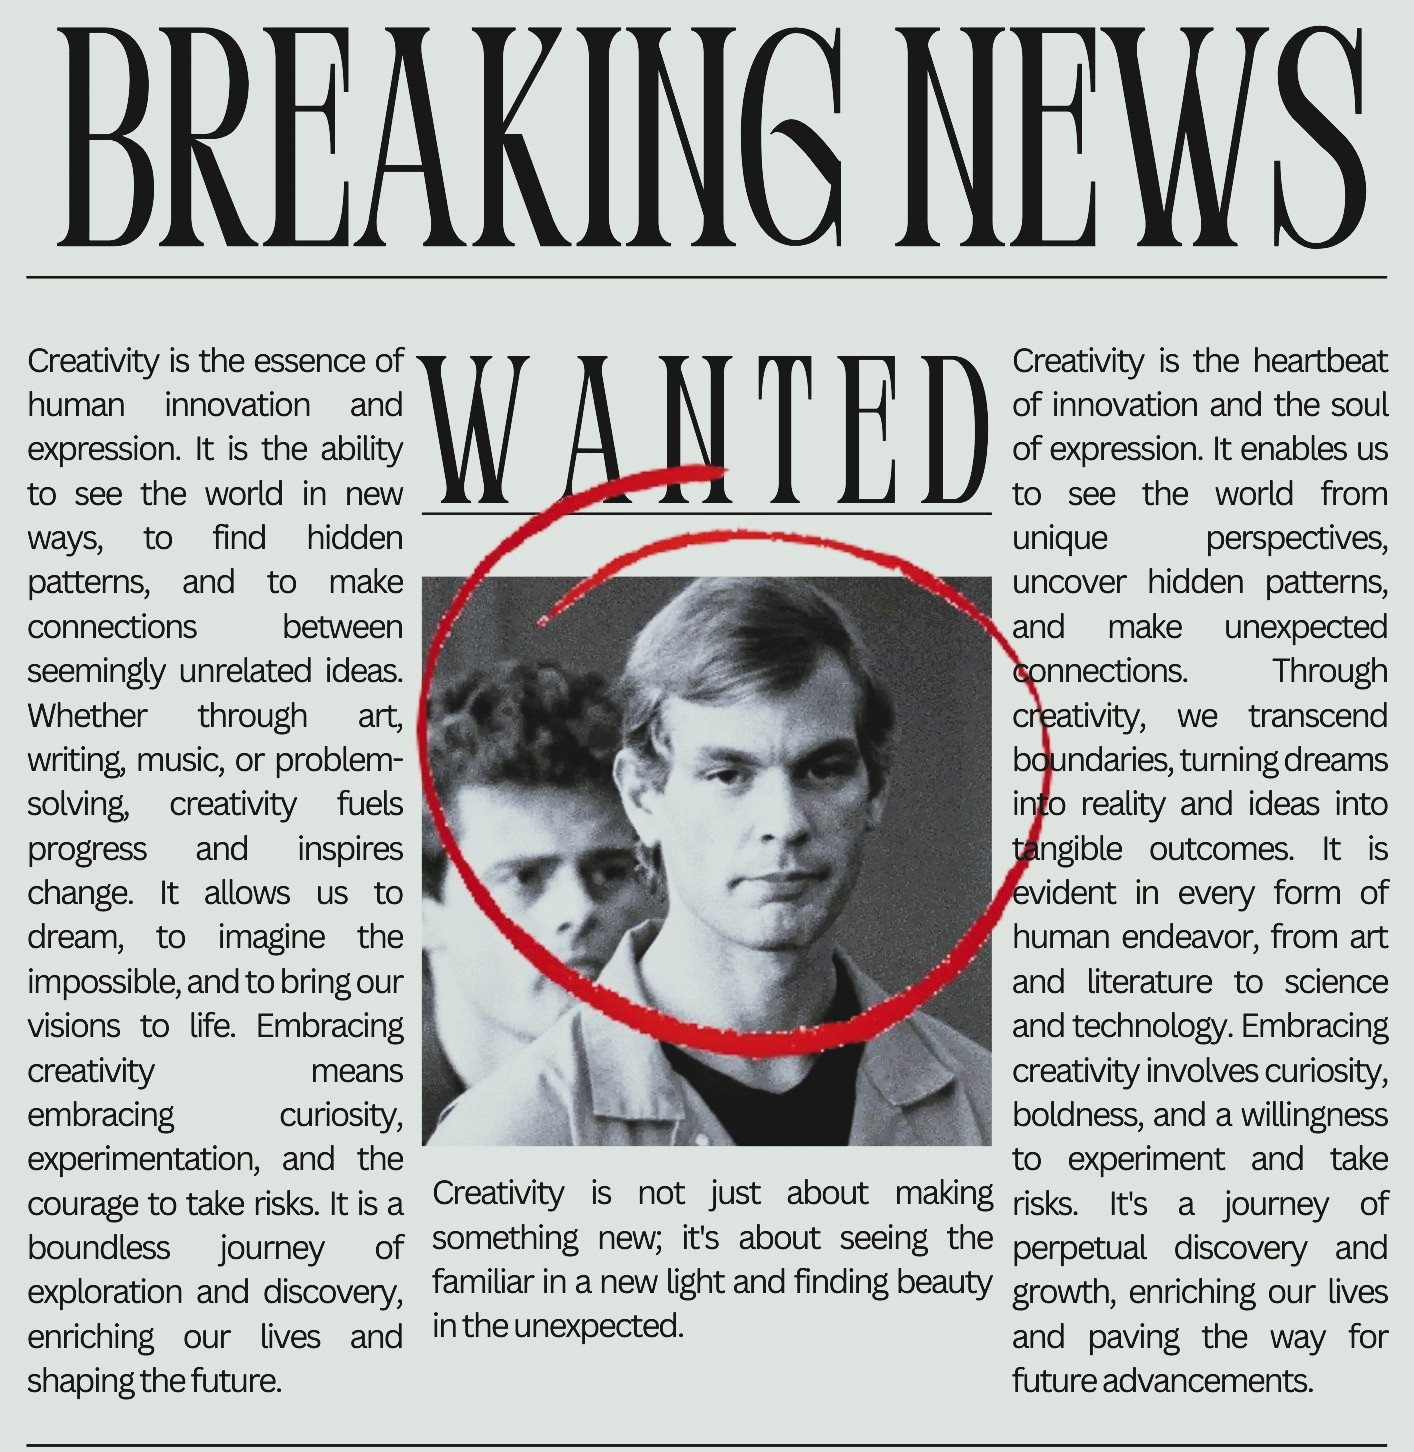 BREAKING NEWS
Creativity is the essence of
human innovation and
expression. It is the ability
to see the world in new
ways, to find hidden
patterns, and to make
connections between
seemingly unrelated ideas.
Whether through art,
writing, music, or problem-
solving, creativity fuels
progress and inspires
change. It allows us to
dream, to imagine the
impossible, and to bring our
visions to life. Embracing
creativity means
embracing curiosity,
experimentation, and the
courage to take risks. It is a
boundless journey of
exploration and discovery,
enriching our lives and
shaping the future.
WANTED
Creativity is not just about making
something new; it's about seeing the
familiar in a new light and finding beauty
in the unexpected.
Creativity is the heartbeat
of innovation and the soul
of expression. It enables us
to see the world from
unique perspectives,
uncover hidden patterns,
and make unexpected
connections. Through
creativity, we transcend
boundaries, turning dreams
into reality and ideas into
tangible outcomes. It is
evident in every form of
human endeavor, from art
and literature to science
and technology. Embracing
creativity involves curiosity,
boldness, and a willingness
to experiment and take
risks. It's a journey of
perpetual discovery and
growth, enriching our lives
and paving the way for
future advancements.